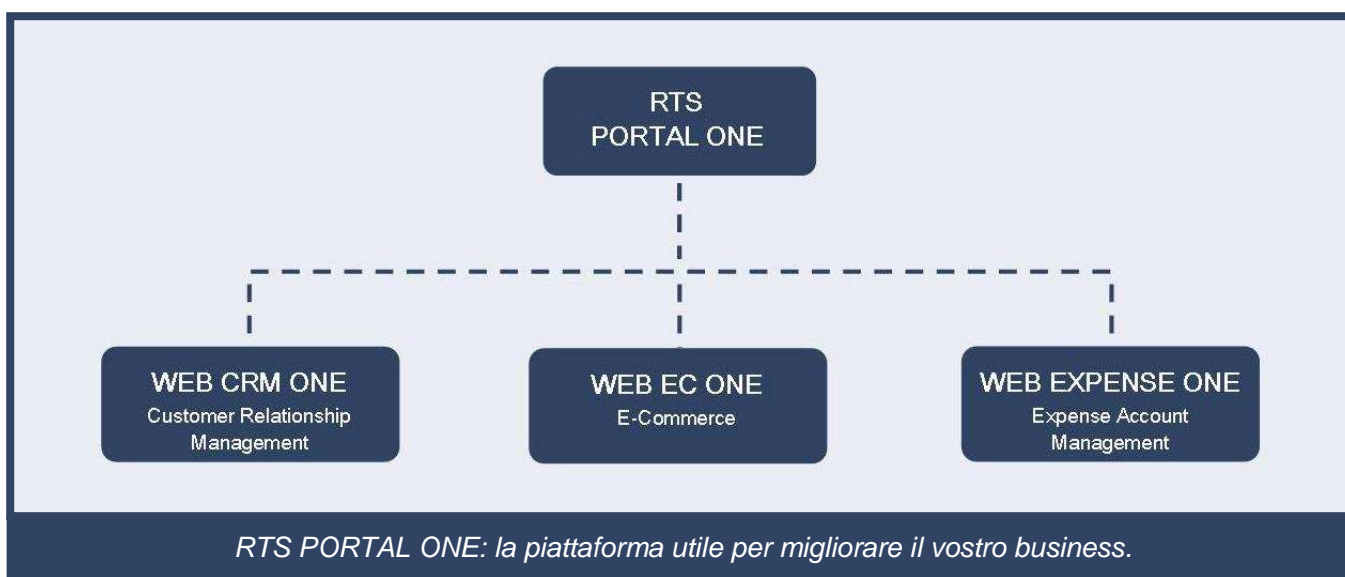 RTS
PORTAL ONE
WEB CRM ONE
Customer Relationship
Management
WEB EC ONE
E-Commerce
WEB EXPENSE ONE
Expense Account
Management
RTS PORTAL ONE: la piattaforma utile per migliorare il vostro business.